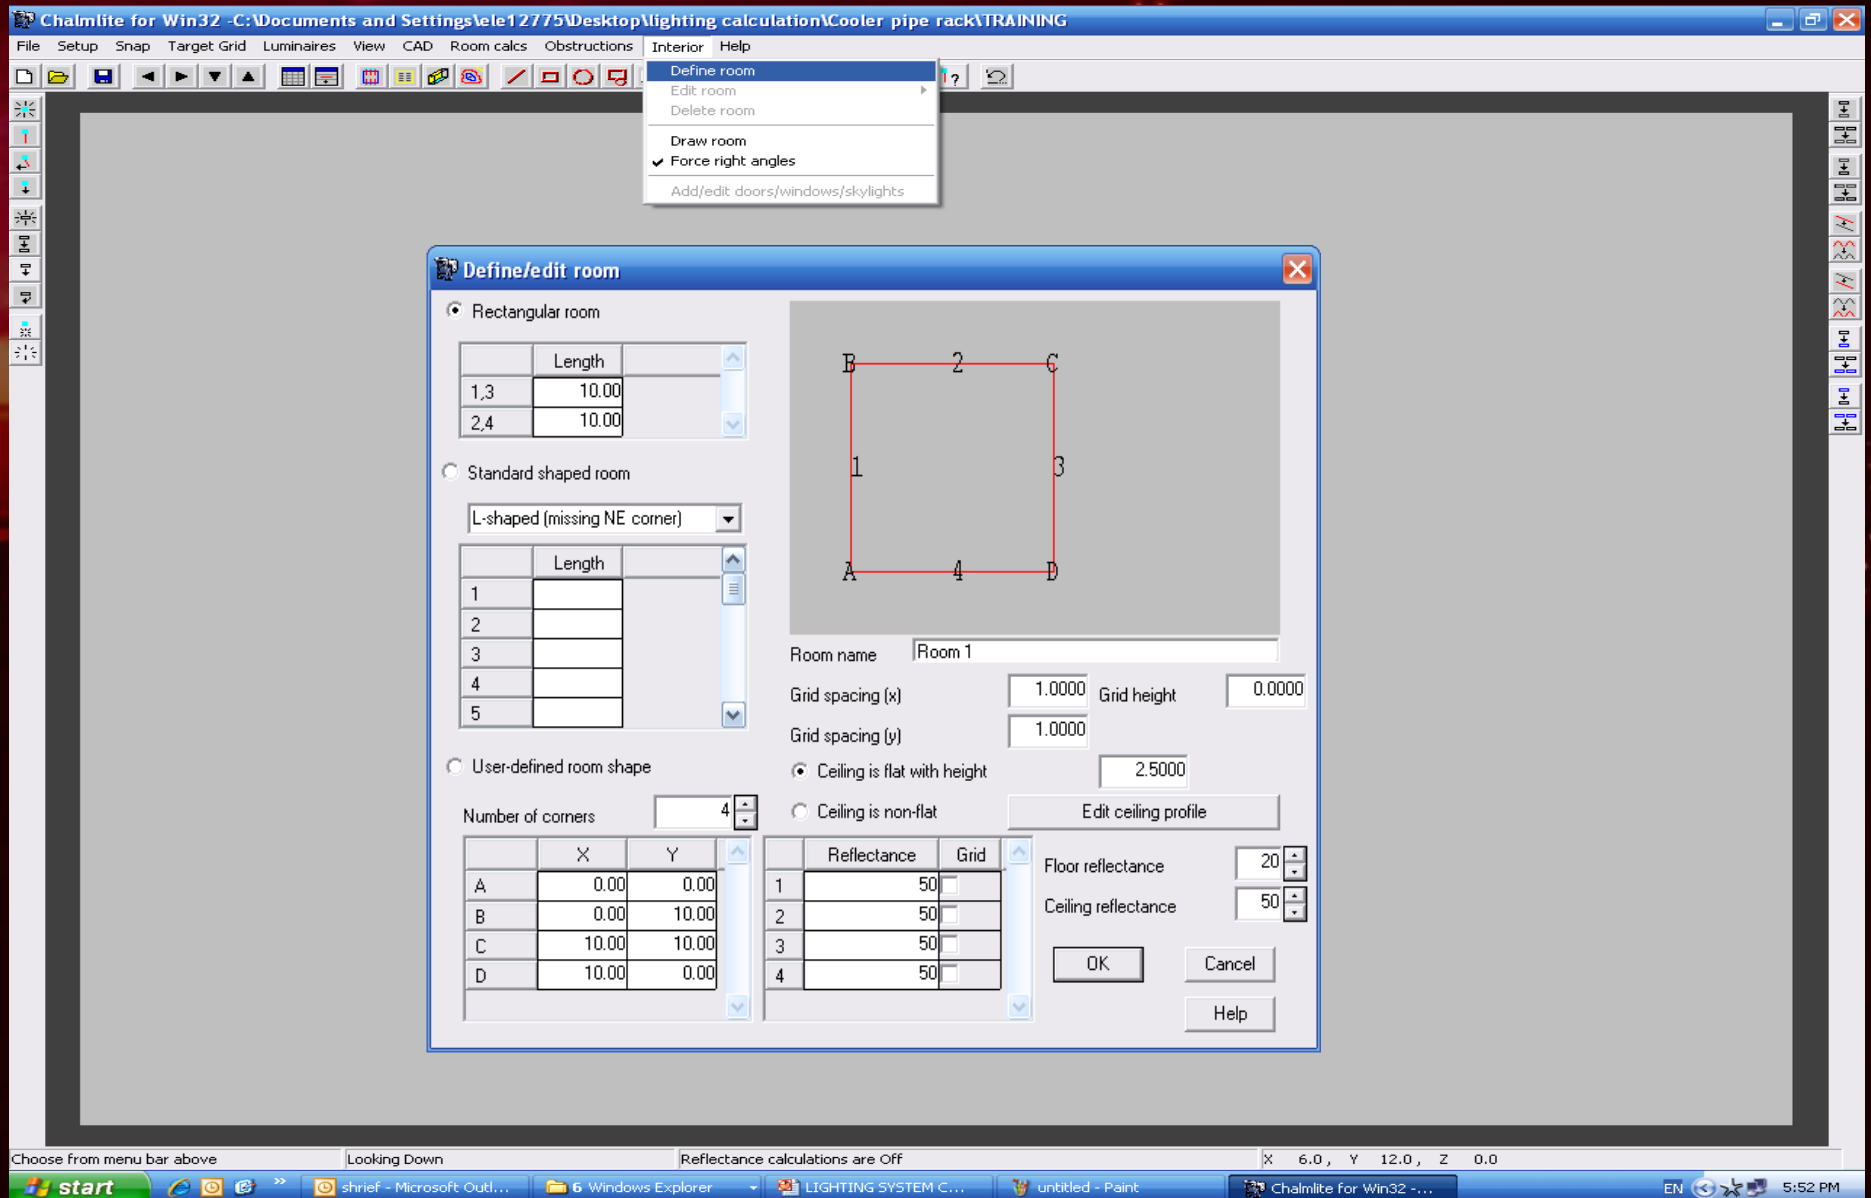 Chalmlite for Win32 -C:\Documents and Settings\ele12775\Desktop\lighting calculation\Cooler pipe rack\TRAINING
File Setup Snap Target Grid Luminaires View CAD Room calcs Obstructions Interior Help
Define room
Edit room
Delete room
Draw room
Force right angles
Add/edit doors/windows/skylights
Define/edit room
Rectangular room
Length
1,3 10.00
2,4 10.00
B 2 C
1 3
A 4 D
Standard shaped room
L-shaped (missing NE corner)
Length
1
2
3
4
5
Room name Room 1
Grid spacing (x) 1.0000 Grid height 0.0000
Grid spacing (y) 1.0000
Ceiling is flat with height 2.5000
Ceiling is non-flat Edit ceiling profile
User-defined room shape
Number of corners 4
X Y
A 0.00 0.00
B 0.00 10.00
C 10.00 10.00
D 10.00 0.00
Reflectance Grid
1 50
2 50
3 50
4 50
Floor reflectance 20
Ceiling reflectance 50
OK Cancel
Help
Choose from menu bar above Looking Down Reflectance calculations are Off X 6.0, Y 12.0, Z 0.0
start shrief - Microsoft Outl... 6 Windows Explorer LIGHTING SYSTEM C... untitled - Paint Chalmlite for Win32 -... EN 5:52 PM